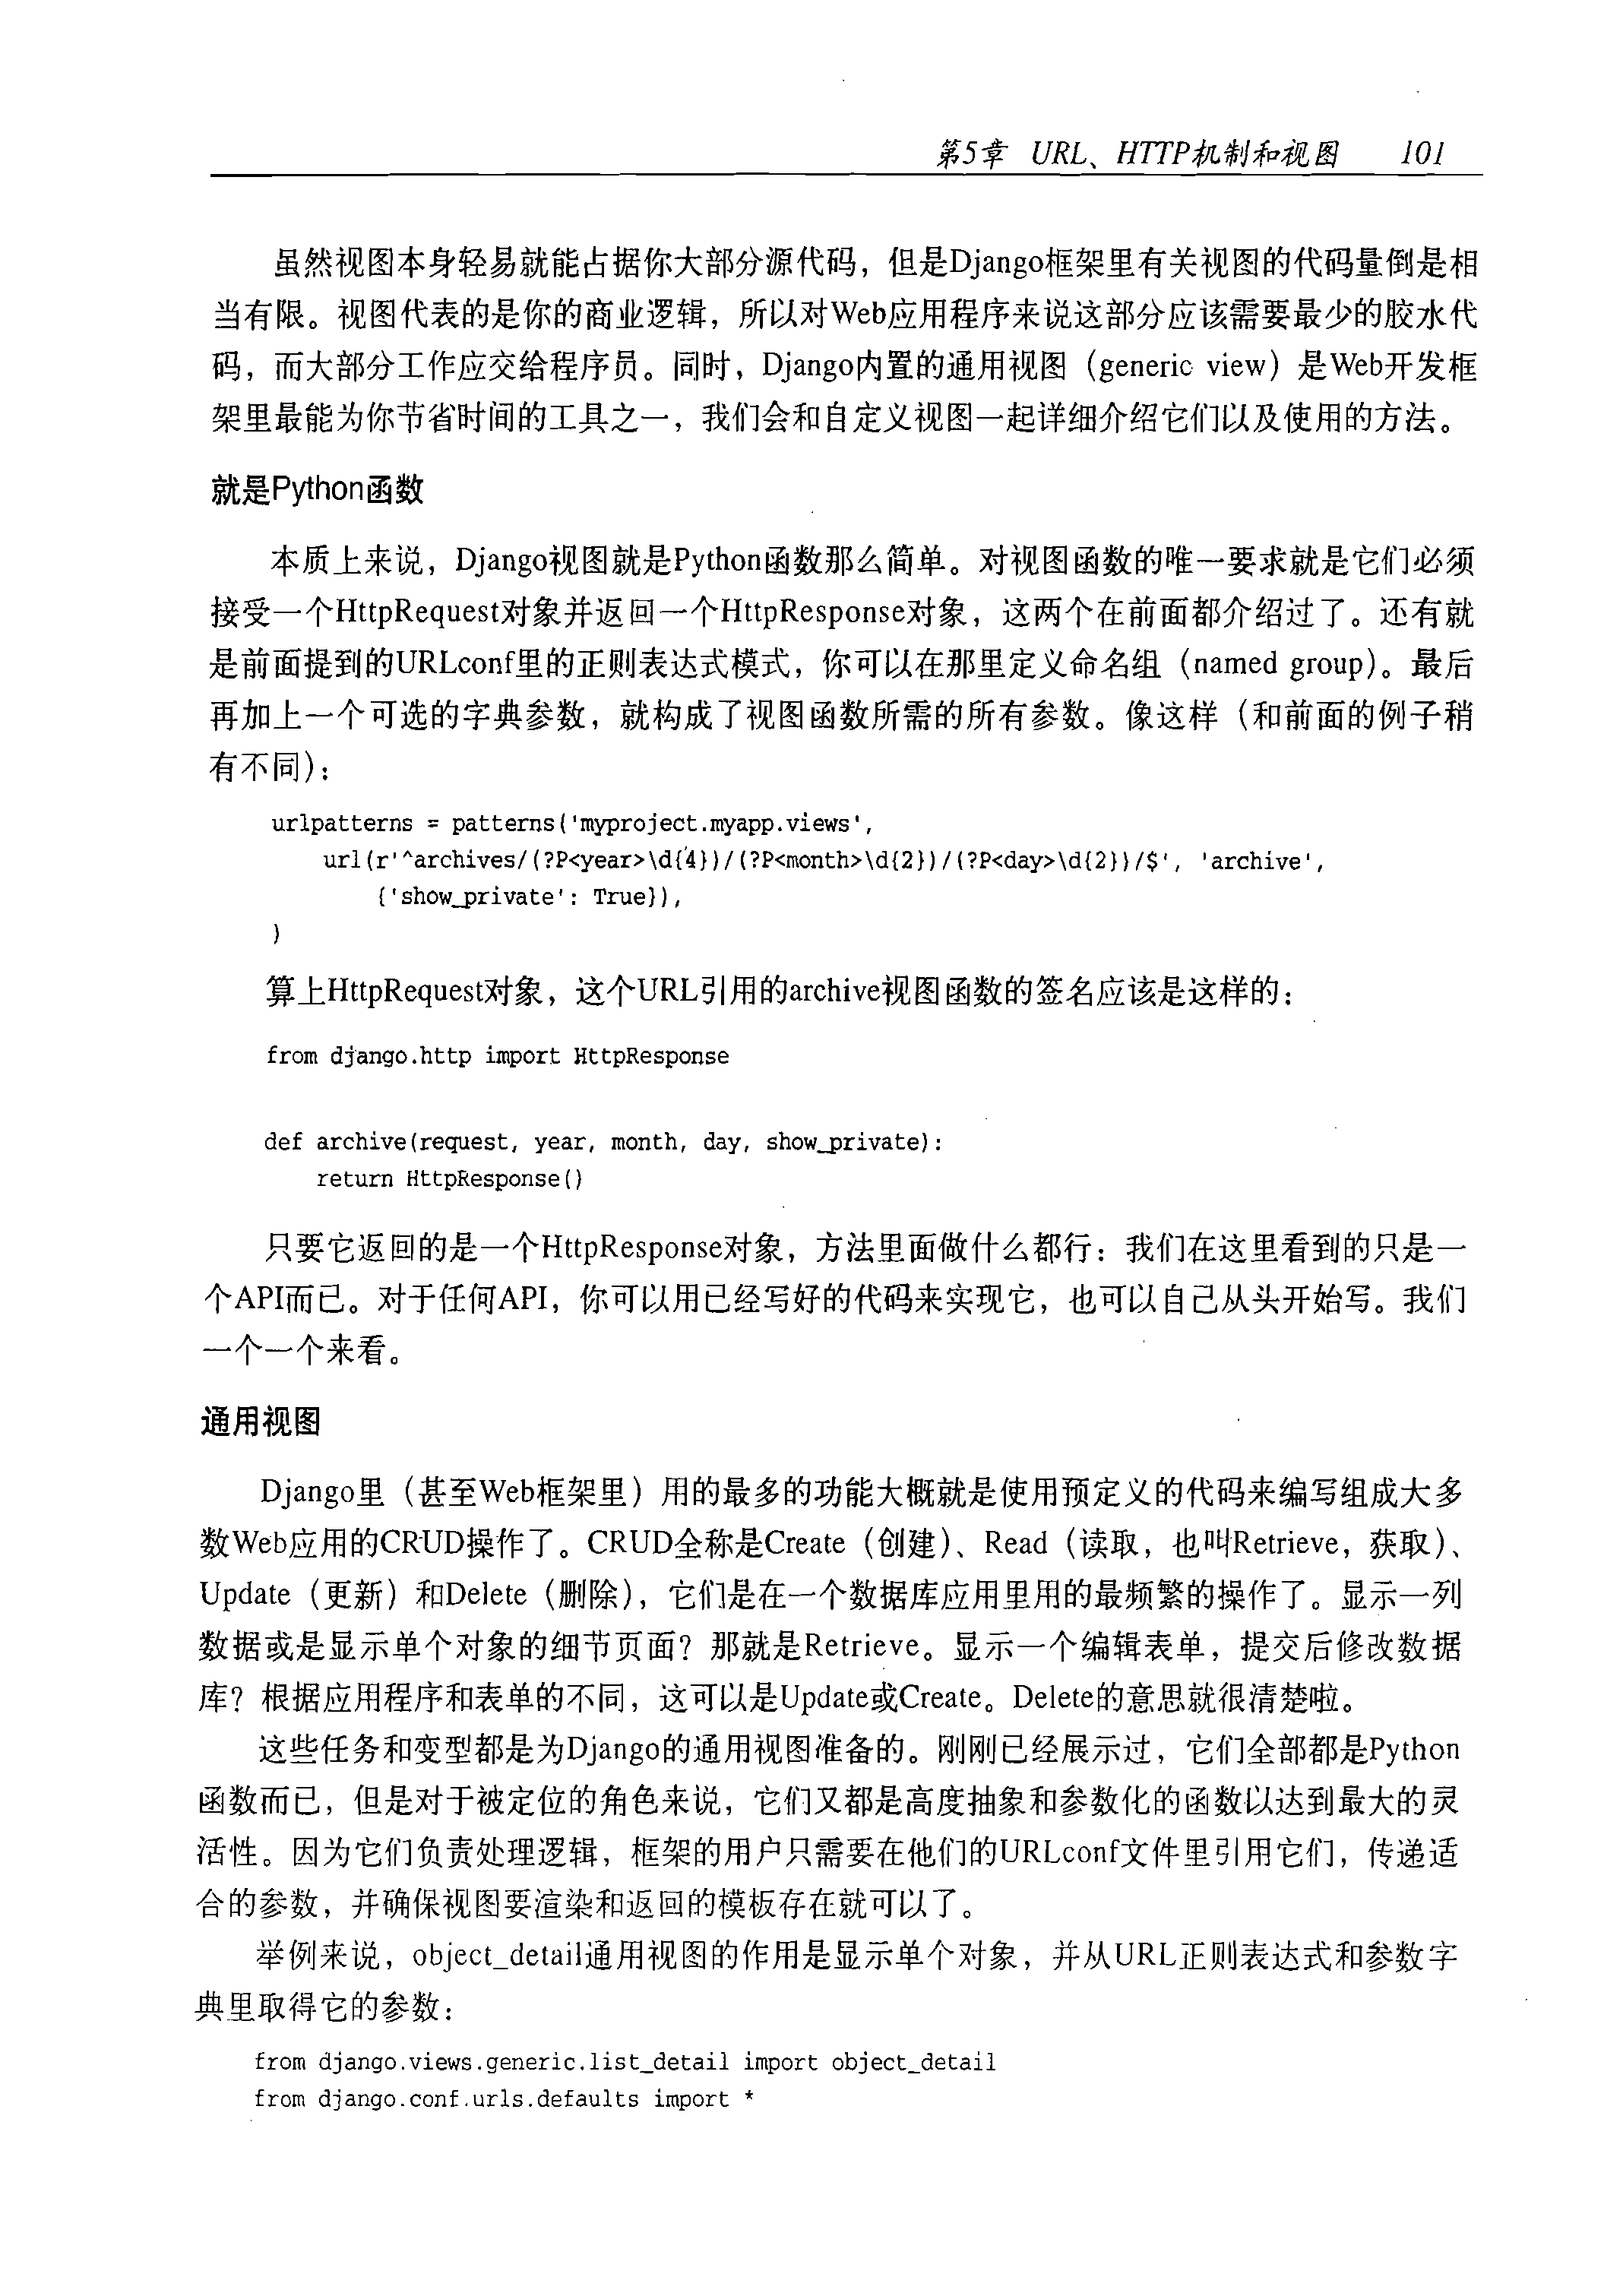 第5章 URL、HTTP机制和视图 101
虽然视图本身轻易就能占据你大部分源代码，但是Django框架里有关视图的代码量倒是相
当有限。视图代表的是你的商业逻辑，所以对Web应用程序来说这部分应该需要最少的胶水代
码，而大部分工作应交给程序员。同时，Django内置的通用视图（generic view）是Web开发框
架里最能为你节省时间的工具之一，我们会和自定义视图一起详细介绍它们以及使用的方法。
就是Python函数
本质上来说，Django视图就是Python函数那么简单。对视图函数的唯一要求就是它们必须
接受一个HttpRequest对象并返回一个HttpResponse对象，这两个在前面都介绍过了。还有就
是前面提到的URLconf里的正则表达式模式，你可以在那里定义命名组（named group）。最后
再加上一个可选的字典参数，就构成了视图函数所需的所有参数。像这样（和前面的例子稍
有不同）：
urlpatterns = patterns('myproject.myapp.views',
    url(r'^archives/(?P<year>\d{4})/(?P<month>\d{2})/(?P<day>\d{2})/$', 'archive',
        {'show_private': True}),
)
算上HttpRequest对象，这个URL引用的archive视图函数的签名应该是这样的：
from django.http import HttpResponse
def archive(request, year, month, day, show_private):
    return HttpResponse()
只要它返回的是一个HttpResponse对象，方法里面做什么都行：我们在这里看到的只是一
个API而已。对于任何API，你可以用已经写好的代码来实现它，也可以自己从头开始写。我们
一个一个来看。
通用视图
Django里（甚至Web框架里）用的最多的功能大概就是使用预定义的代码来编写组成大多
数Web应用的CRUD操作了。CRUD全称是Create（创建）、Read（读取，也叫Retrieve，获取）、
Update（更新）和Delete（删除），它们是在一个数据库应用里用的最频繁的操作了。显示一列
数据或是显示单个对象的细节页面？那就是Retrieve。显示一个编辑表单，提交后修改数据
库？根据应用程序和表单的不同，这可以是Update或Create。Delete的意思就很清楚啦。
这些任务和变型都是为Django的通用视图准备的。刚刚已经展示过，它们全部都是Python
函数而已，但是对于被定位的角色来说，它们又都是高度抽象和参数化的函数以达到最大的灵
活性。因为它们负责处理逻辑，框架的用户只需要在他们的URLconf文件里引用它们，传递适
合的参数，并确保视图要渲染和返回的模板存在就可以了。
举例来说，object_detail通用视图的作用是显示单个对象，并从URL正则表达式和参数字
典里取得它的参数：
from django.views.generic.list_detail import object_detail
from django.conf.urls.defaults import *